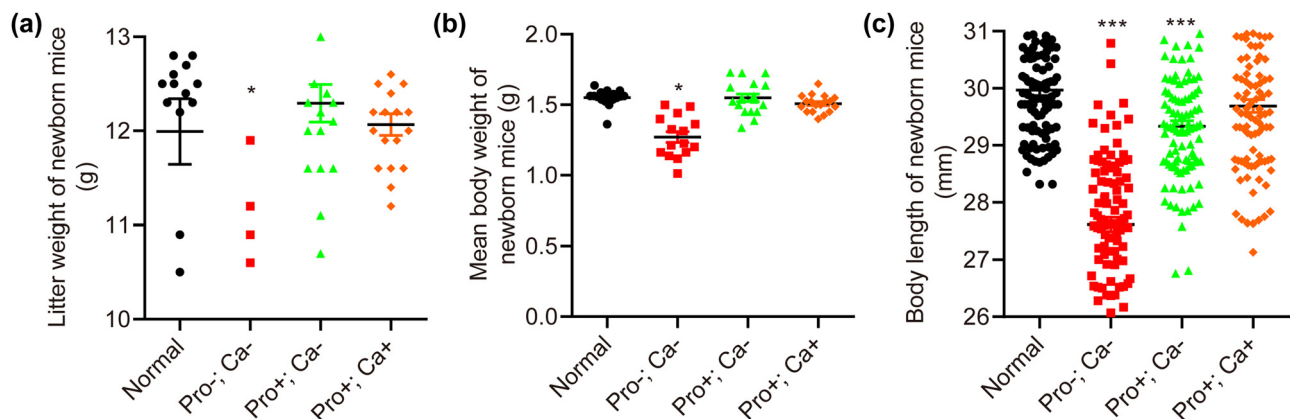 (a)
Litter weight of newborn mice
(g)
13
12
11
10
*
Normal
Pro-; Ca-
Pro+; Ca-
Pro+; Ca+
(b)
Mean body weight of
newborn mice (g)
2.0
1.5
1.0
0.5
0.0
*
Normal
Pro-; Ca-
Pro+; Ca-
Pro+; Ca+
(c)
Body length of newborn mice
(mm)
31
30
29
28
27
26
***
***
Normal
Pro-; Ca-
Pro+; Ca-
Pro+; Ca+